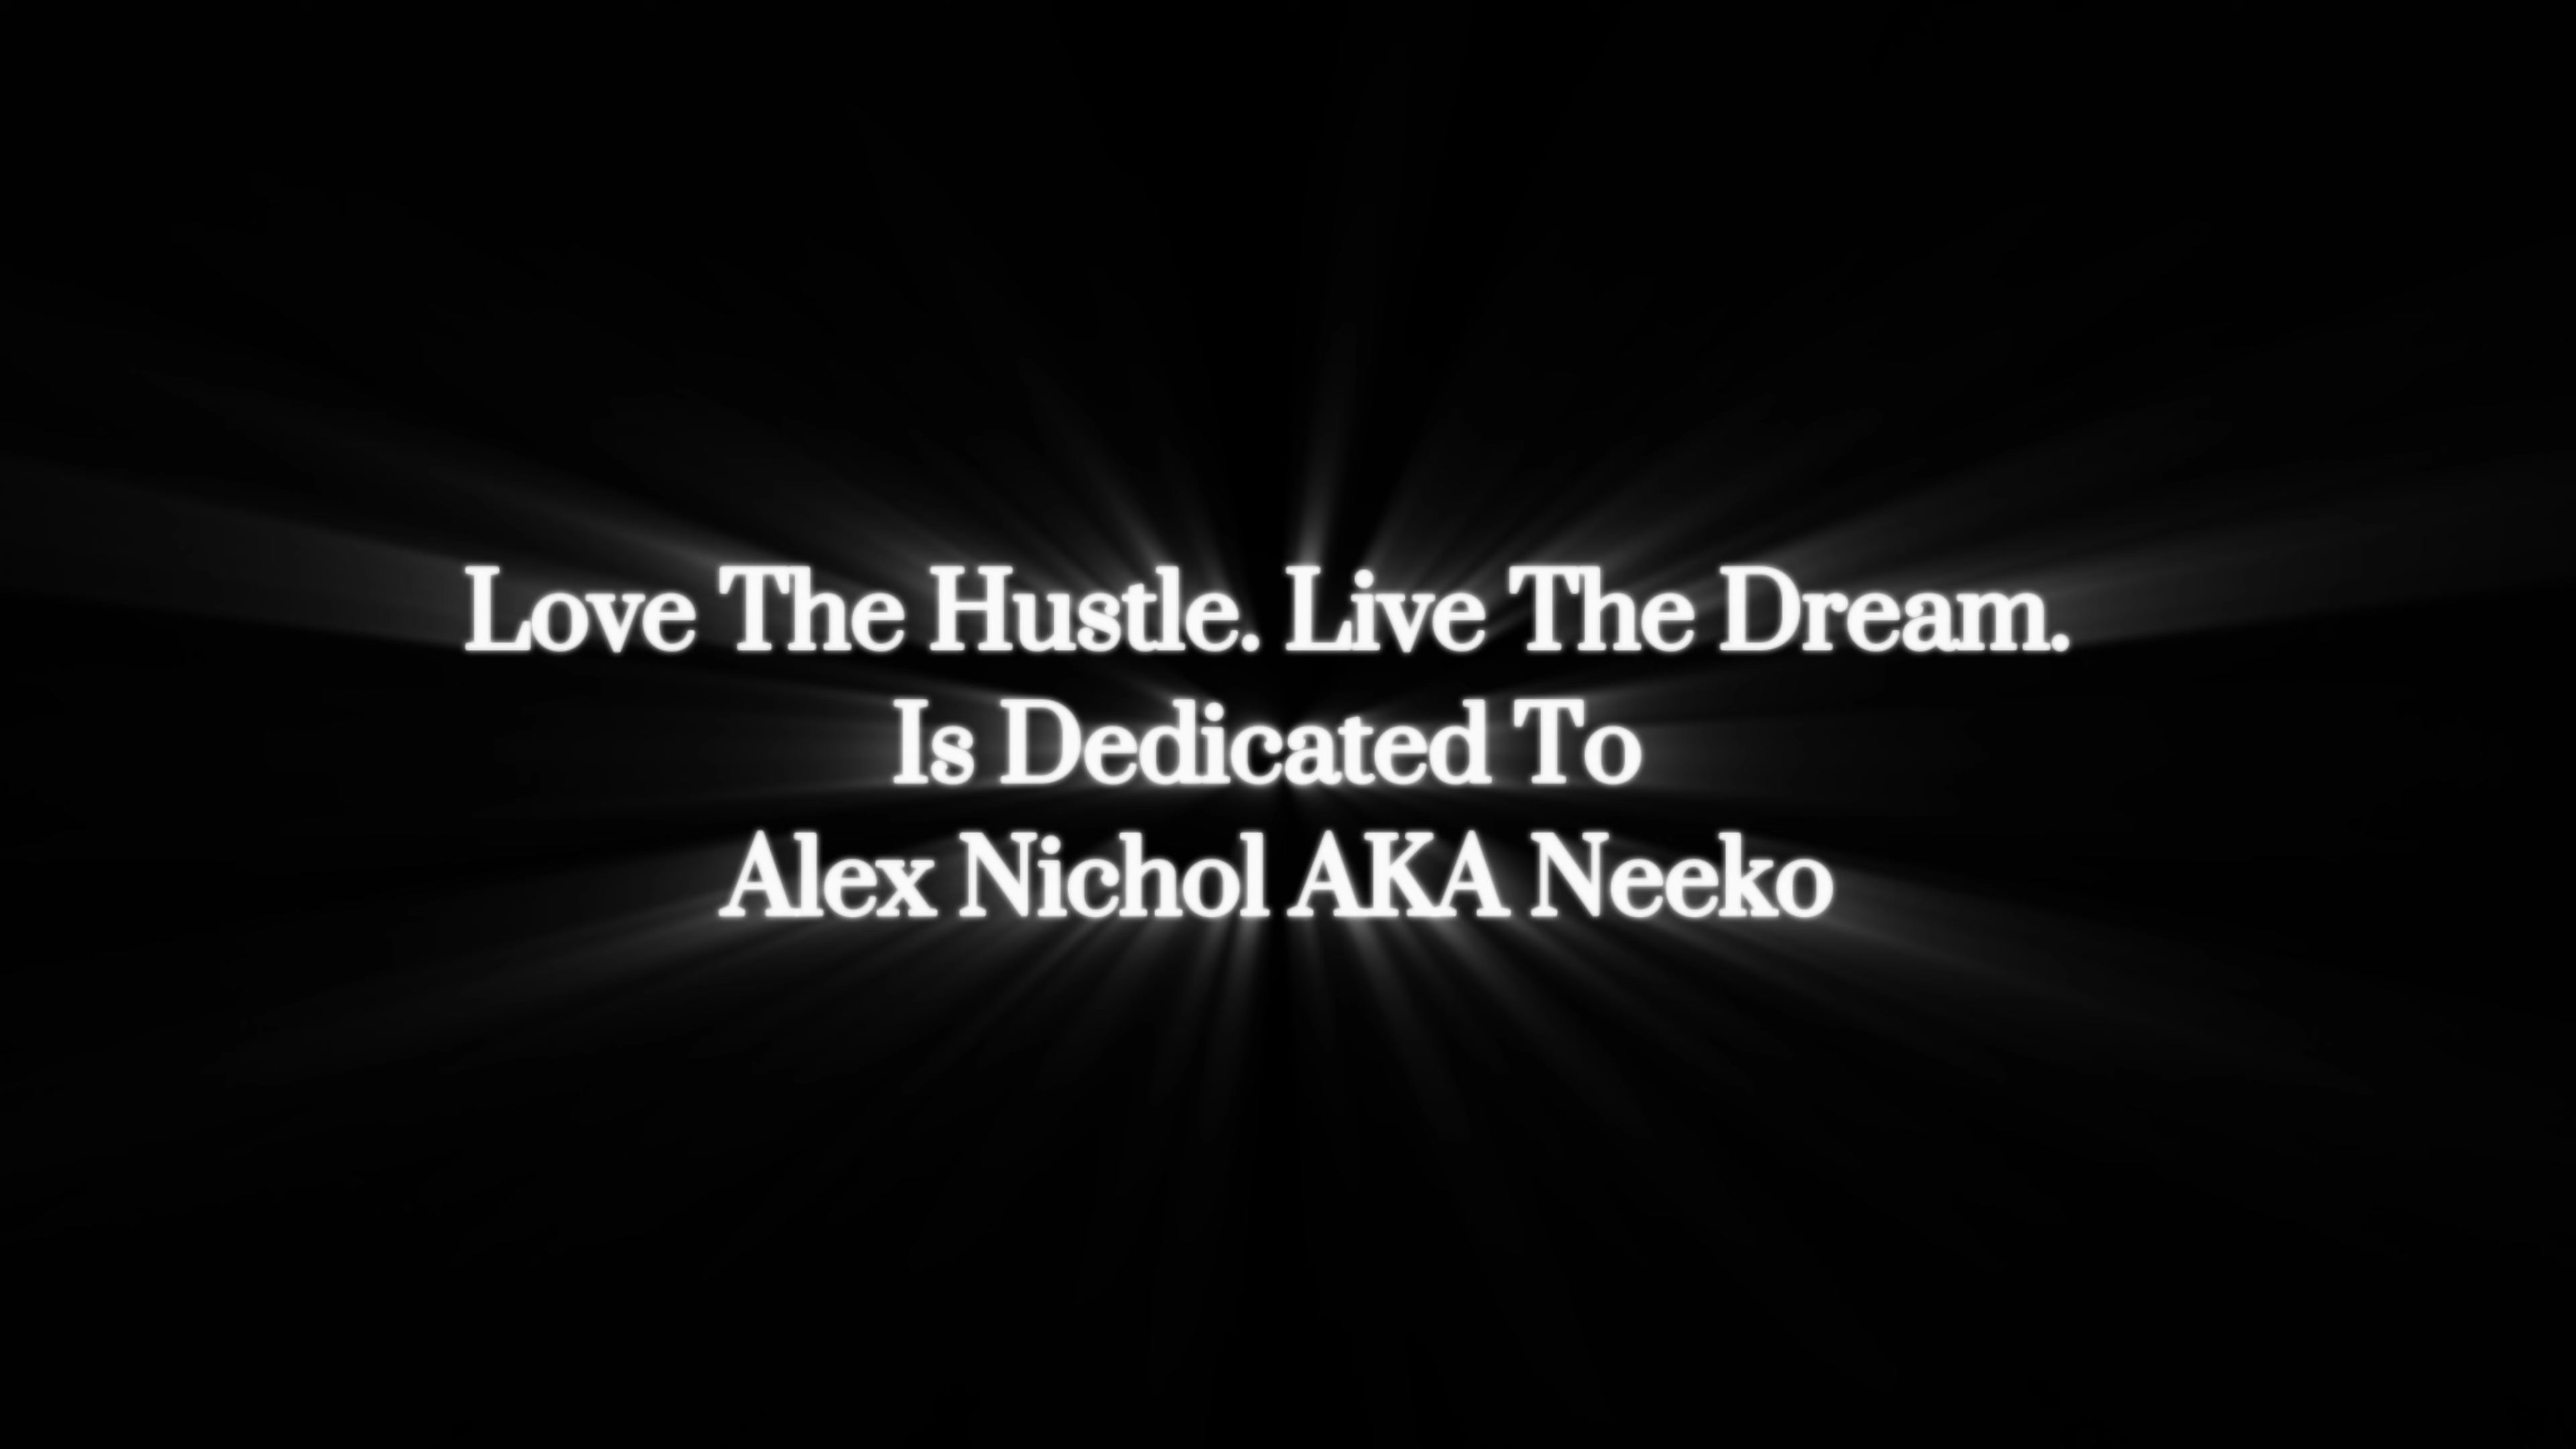 Love The Hustle. Live The Dream.
Is Dedicated To
Alex Nichol AKA Neeko